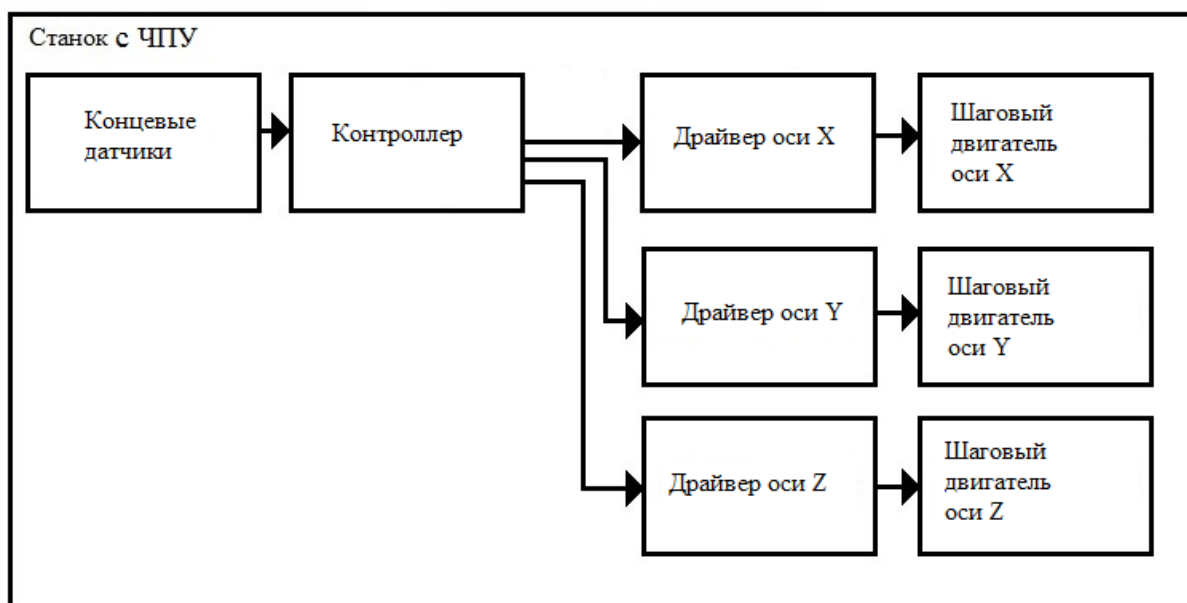 Станок с ЧПУ
Концевые
датчики
Контроллер
Драйвер оси X
Шаговый
двигатель
оси X
Драйвер оси Y
Шаговый
двигатель
оси Y
Драйвер оси Z
Шаговый
двигатель
оси Z